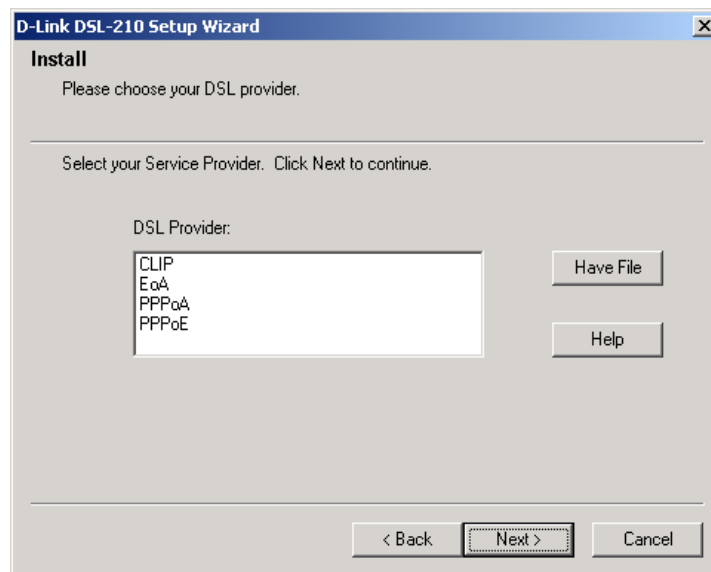 D-Link DSL-210 Setup Wizard
Install
Please choose your DSL provider.
Select your Service Provider. Click Next to continue.
DSL Provider:
CLIP
EoA
PPPoA
PPPoE
Have File
Help
< Back
Next >
Cancel